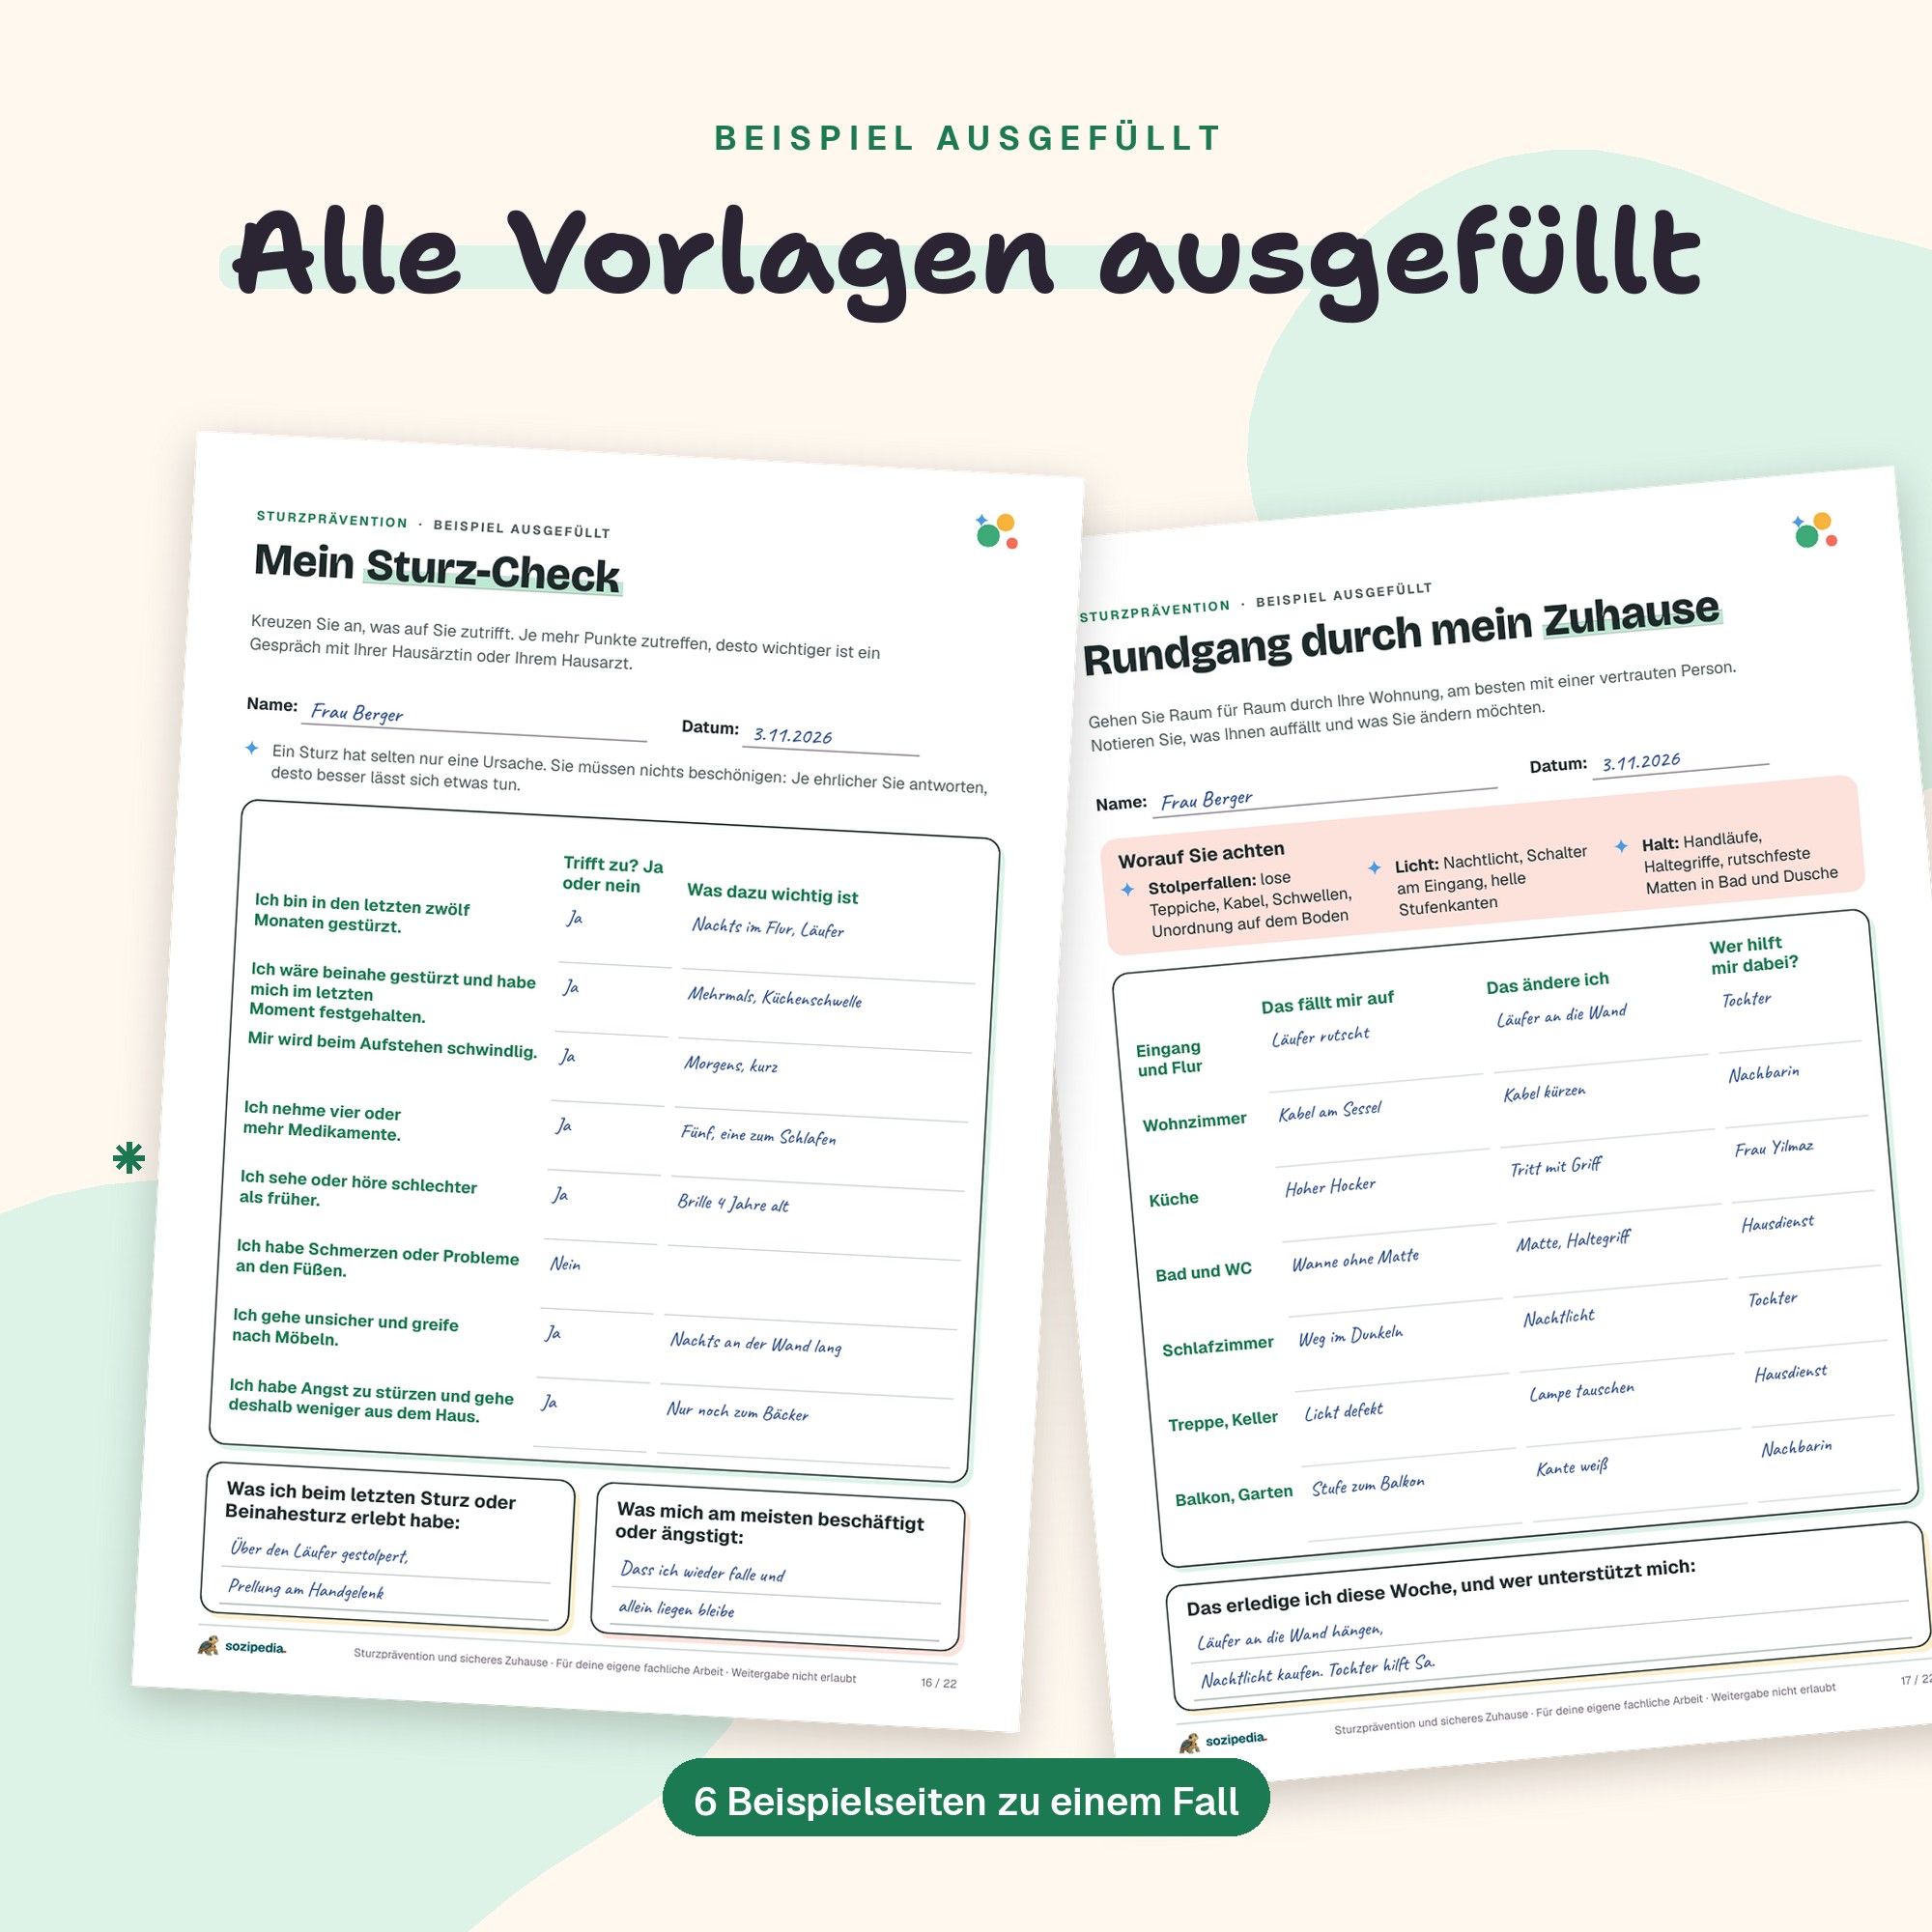 BEISPIEL AUSGEFÜLLT
Alle Vorlagen ausgefüllt
STURZPRÄVENTION · BEISPIEL AUSGEFÜLLT
Mein Sturz-Check
Kreuzen Sie an, was auf Sie zutrifft. Je mehr Punkte zutreffen, desto wichtiger ist ein
Gespräch mit Ihrer Hausärztin oder Ihrem Hausarzt.
Name: Frau Berger Datum: 3.11.2026
Ein Sturz hat selten nur eine Ursache. Sie müssen nichts beschönigen: Je ehrlicher Sie antworten,
desto besser lässt sich etwas tun.
Trifft zu? Ja
oder nein
Was dazu wichtig ist
Ich bin in den letzten zwölf
Monaten gestürzt.
Ja
Nachts im Flur, Läufer
Ich wäre beinahe gestürzt und habe
mich im letzten
Moment festgehalten.
Ja
Mehrmals, Küchenschwelle
Mir wird beim Aufstehen schwindlig.
Ja
Morgens, kurz
Ich nehme vier oder
mehr Medikamente.
Ja
Fünf, eine zum Schlafen
Ich sehe oder höre schlechter
als früher.
Ja
Brille 4 Jahre alt
Ich habe Schmerzen oder Probleme
an den Füßen.
Nein
Ich gehe unsicher und greife
nach Möbeln.
Ja
Nachts an der Wand lang
Ich habe Angst zu stürzen und gehe
deshalb weniger aus dem Haus.
Ja
Nur noch zum Bäcker
Was ich beim letzten Sturz oder
Beinahesturz erlebt habe:
Über den Läufer gestolpert,
Prellung am Handgelenk
Was mich am meisten beschäftigt
oder ängstigt:
Dass ich wieder falle und
allein liegen bleibe
sozipedia. Sturzprävention und sicheres Zuhause · Für deine eigene fachliche Arbeit · Weitergabe nicht erlaubt 16 / 22
STURZPRÄVENTION · BEISPIEL AUSGEFÜLLT
Rundgang durch mein Zuhause
Gehen Sie Raum für Raum durch Ihre Wohnung, am besten mit einer vertrauten Person.
Notieren Sie, was Ihnen auffällt und was Sie ändern möchten.
Name: Frau Berger Datum: 3.11.2026
Worauf Sie achten
Stolperfallen: lose
Teppiche, Kabel, Schwellen,
Unordnung auf dem Boden
Licht: Nachtlicht, Schalter
am Eingang, helle
Stufenkanten
Halt: Handläufe,
Haltegriffe, rutschfeste
Matten in Bad und Dusche
Das fällt mir auf
Das ändere ich
Wer hilft
mir dabei?
Eingang
und Flur
Läufer rutscht
Läufer an die Wand
Tochter
Wohnzimmer
Kabel am Sessel
Kabel kürzen
Nachbarin
Küche
Hoher Hocker
Tritt mit Griff
Frau Yilmaz
Bad und WC
Wanne ohne Matte
Matte, Haltegriff
Hausdienst
Schlafzimmer
Weg im Dunkeln
Nachtlicht
Tochter
Treppe, Keller
Licht defekt
Lampe tauschen
Hausdienst
Balkon, Garten
Stufe zum Balkon
Kante weiß
Nachbarin
Das erledige ich diese Woche, und wer unterstützt mich:
Läufer an die Wand hängen,
Nachtlicht kaufen. Tochter hilft Sa.
sozipedia. Sturzprävention und sicheres Zuhause · Für deine eigene fachliche Arbeit · Weitergabe nicht erlaubt 17 / 22
6 Beispielseiten zu einem Fall